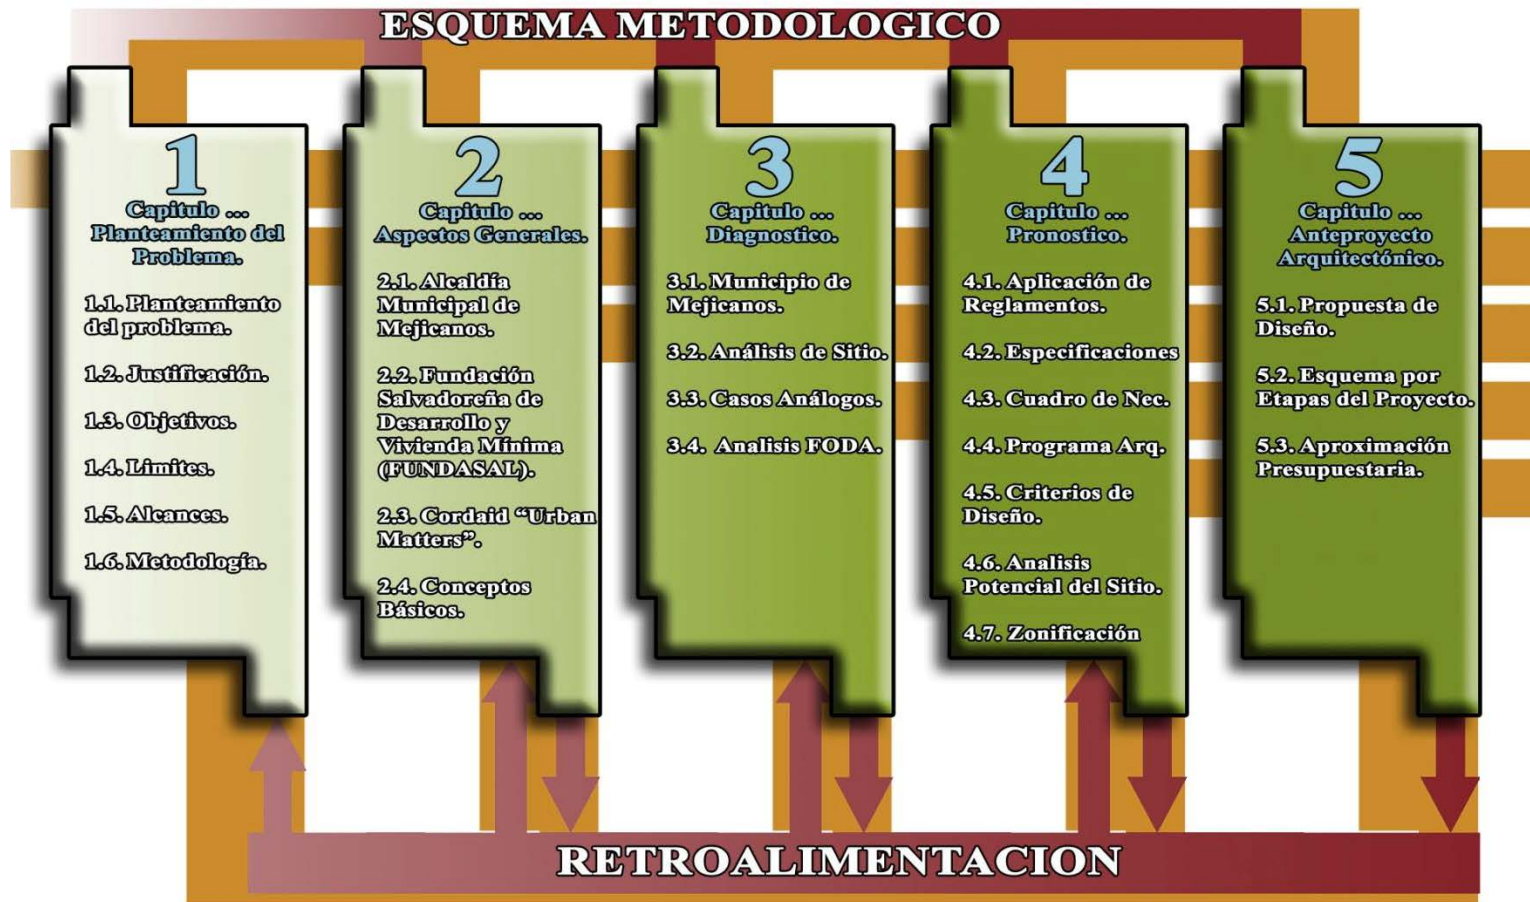 ESQUEMA METODOLOGICO
1
Capitulo ...
Planteamiento del
Problema.
1.1. Planteamiento
del problema.
1.2. Justificación.
1.3. Objetivos.
1.4. Limites.
1.5. Alcances.
1.6. Metodología.
2
Capitulo ...
Aspectos Generales.
2.1. Alcaldía
Municipal de
Mejicanos.
2.2. Fundación
Salvadoreña de
Desarrollo y
Vivienda Mínima
(FUNDASAL).
2.3. Cordaid “Urban
Matters”.
2.4. Conceptos
Básicos.
3
Capitulo ...
Diagnostico.
3.1. Municipio de
Mejicanos.
3.2. Análisis de Sitio.
3.3. Casos Análogos.
3.4. Analisis FODA.
4
Capitulo ...
Pronostico.
4.1. Aplicación de
Reglamentos.
4.2. Especificaciones
4.3. Cuadro de Nec.
4.4. Programa Arq.
4.5. Criterios de
Diseño.
4.6. Analisis
Potencial del Sitio.
4.7. Zonificación
5
Capitulo ...
Anteproyecto
Arquitectónico.
5.1. Propuesta de
Diseño.
5.2. Esquema por
Etapas del Proyecto.
5.3. Aproximación
Presupuestaria.
RETROALIMENTACION